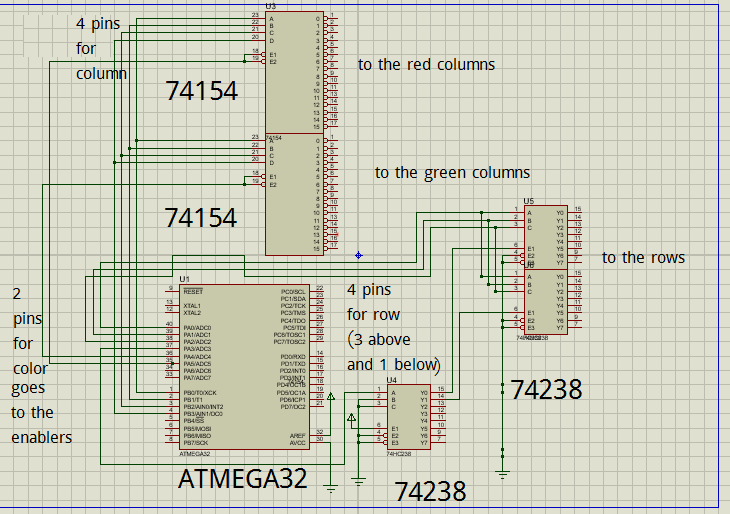 U3
4 pins
for
column
74154
to the red columns
74154
to the green columns
74154
U5
to the rows
U1
2
pins
for
color
goes
to the
enablers
4 pins
for row
(3 above
and 1 below)
RESET
XTAL1
XTAL2
PA0/ADC0
PA1/ADC1
PA2/ADC2
PA3/ADC3
PA4/ADC4
PA5/ADC5
PA6/ADC6
PA7/ADC7
PB0/T0/XCK
PB1/T1
PB2/AIN0/INT2
PB3/AIN1/OC0
PB4/SS
PB5/MOSI
PB6/MISO
PB7/SCK
PC0/SCL
PC1/SDA
PC2/TCK
PC3/TMS
PC4/TDO
PC5/TDI
PC6/TOSC1
PC7/TOSC2
PD0/RXD
PD1/TXD
PD2/INT0
PD3/INT1
PD4/OC1B
PD5/OC1A
PD6/ICP1
PD7/OC2
AREF
AVCC
ATMEGA32
ATMEGA32
U4
74HC238
74238
74238